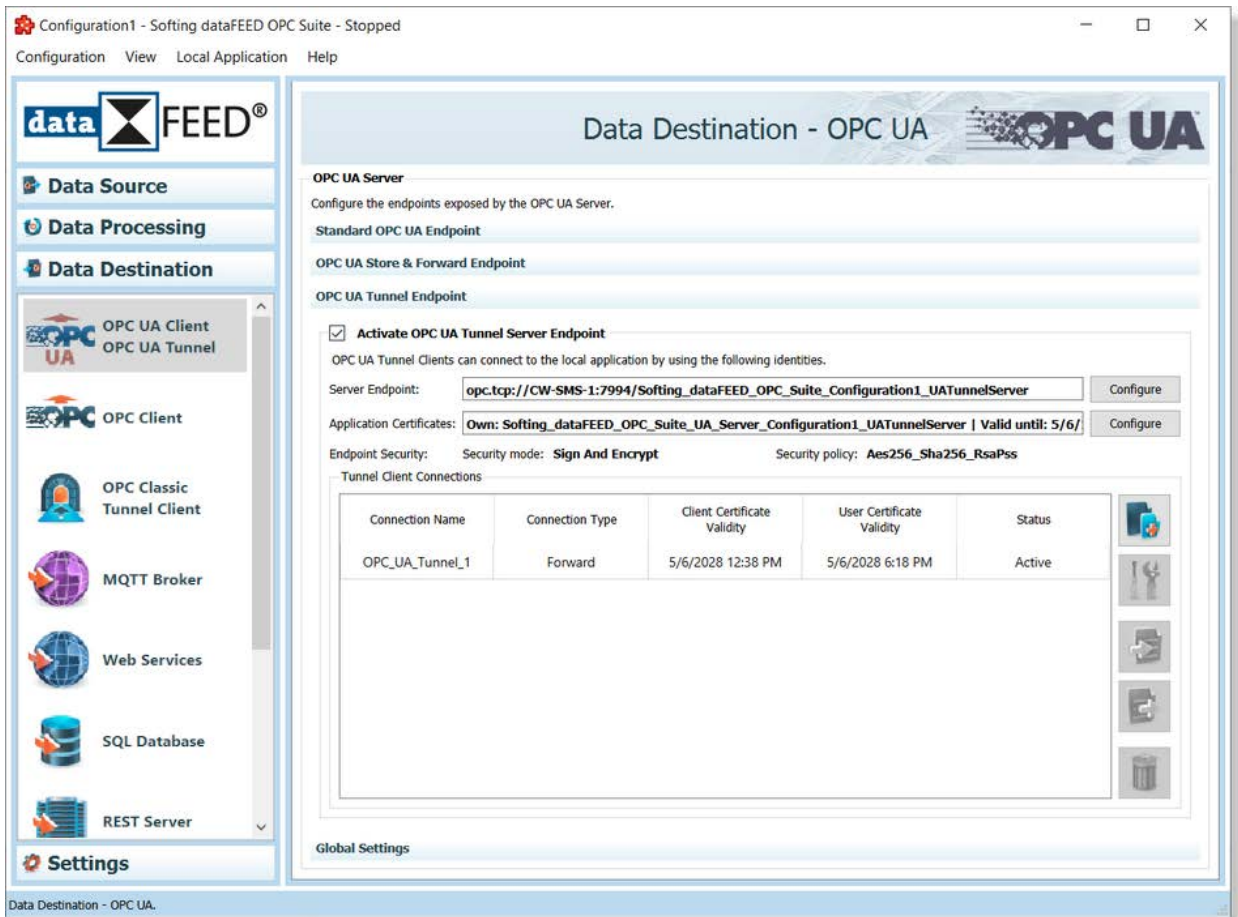 Configuration1 - Softing dataFEED OPC Suite - Stopped
Configuration View Local Application Help
data FEED®
Data Source
Data Processing
Data Destination
OPC UA Client
OPC UA Tunnel
OPC Client
OPC Classic
Tunnel Client
MQTT Broker
Web Services
SQL Database
REST Server
Settings
Data Destination - OPC UA
OPC UA
OPC UA Server
Configure the endpoints exposed by the OPC UA Server.
Standard OPC UA Endpoint
OPC UA Store & Forward Endpoint
OPC UA Tunnel Endpoint
Activate OPC UA Tunnel Server Endpoint
OPC UA Tunnel Clients can connect to the local application by using the following identities.
Server Endpoint: opc.tcp://CW-SMS-1:7994/Softing_dataFEED_OPC_Suite_Configuration1_UATunnelServer Configure
Application Certificates: Own: Softing_dataFEED_OPC_Suite_UA_Server_Configuration1_UATunnelServer | Valid until: 5/6/ Configure
Endpoint Security: Security mode: Sign And Encrypt Security policy: Aes256_Sha256_RsaPss
Tunnel Client Connections
Connection Name Connection Type Client Certificate Validity User Certificate Validity Status
OPC_UA_Tunnel_1 Forward 5/6/2028 12:38 PM 5/6/2028 6:18 PM Active
Global Settings
Data Destination - OPC UA.